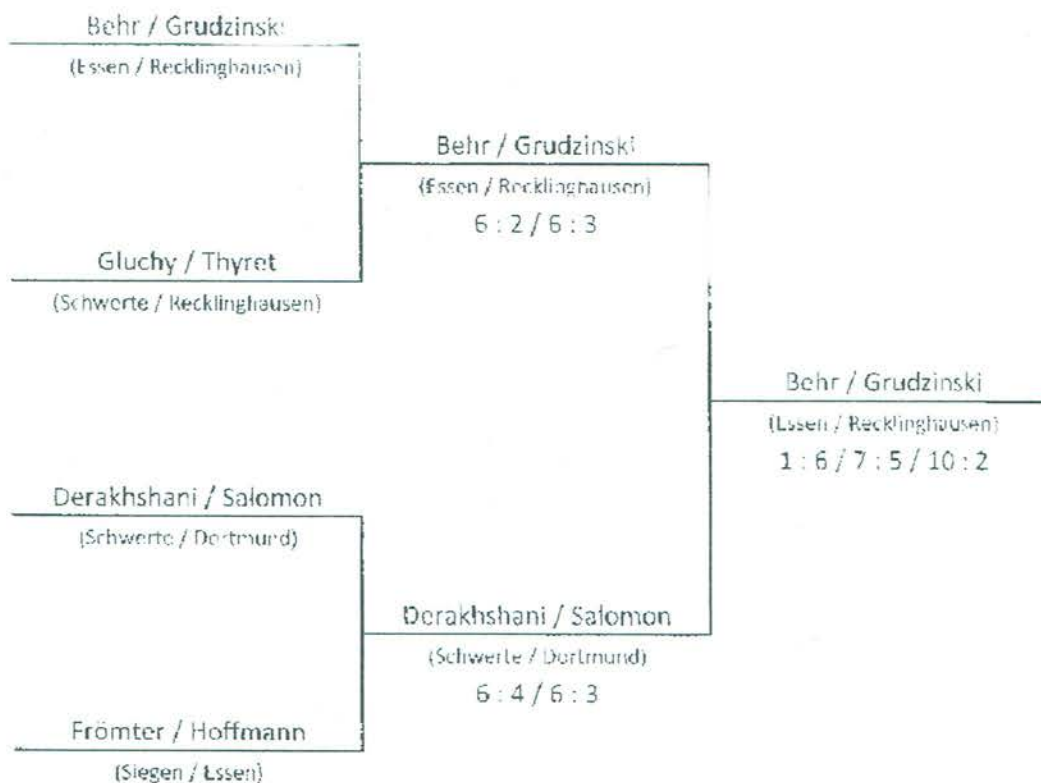 Behr / Grudzinski
(Essen / Recklinghausen)
Behr / Grudzinski
(Essen / Recklinghausen)
6 : 2 / 6 : 3
Gluchy / Thyret
(Schwerte / Recklinghausen)
Behr / Grudzinski
(Essen / Recklinghausen)
1 : 6 / 7 : 5 / 10 : 2
Derakhshani / Salomon
(Schwerte / Dortmund)
Derakhshani / Salomon
(Schwerte / Dortmund)
6 : 4 / 6 : 3
Frömter / Hoffmann
(Siegen / Essen)